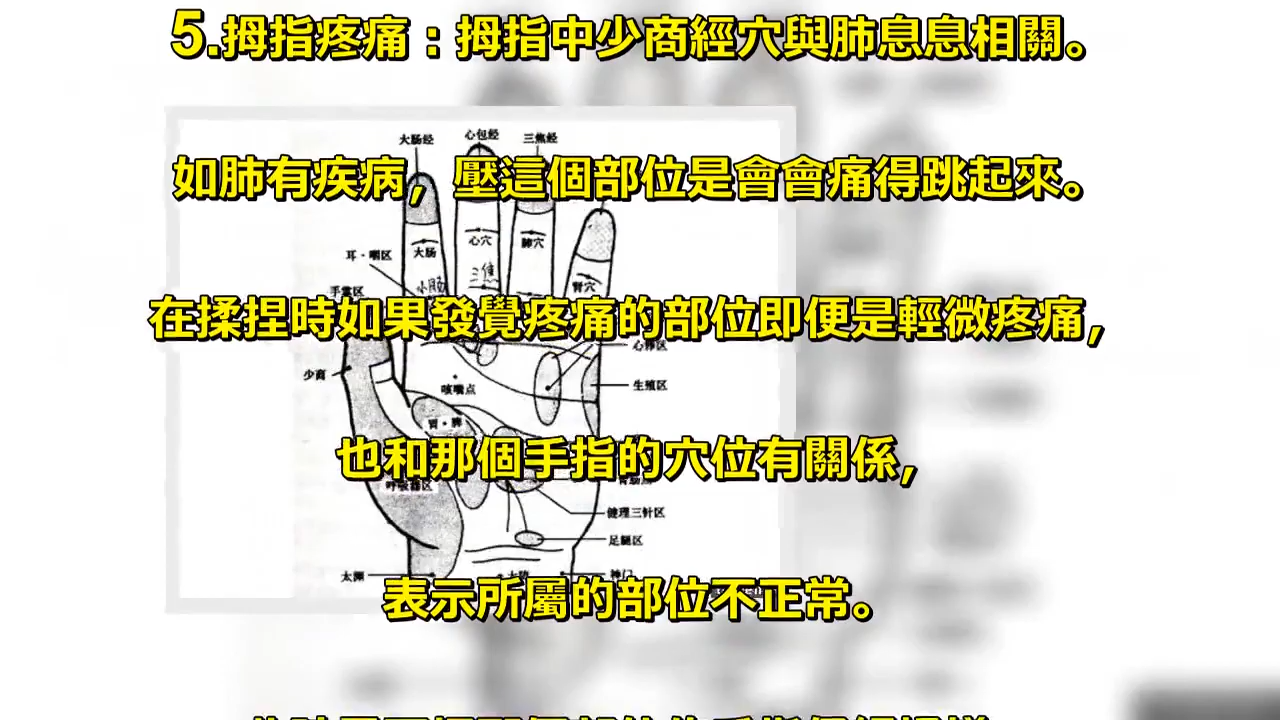 5.拇指疼痛：拇指中少商經穴與肺息息相關。
大肠经
心包经
三焦经
如肺有疾病，壓這個部位是會會痛得跳起來。
心穴
肺穴
大肠
耳·咽区
三焦
肾穴
小肠
手掌区
在揉捏時如果發覺疼痛的部位即便是輕微疼痛，
少商
生殖区
咳喘点
胃·脾
也和那個手指的穴位有關係，
呼吸器区
健理三针区
足腿区
太渊
大陵
神门
表示所屬的部位不正常。